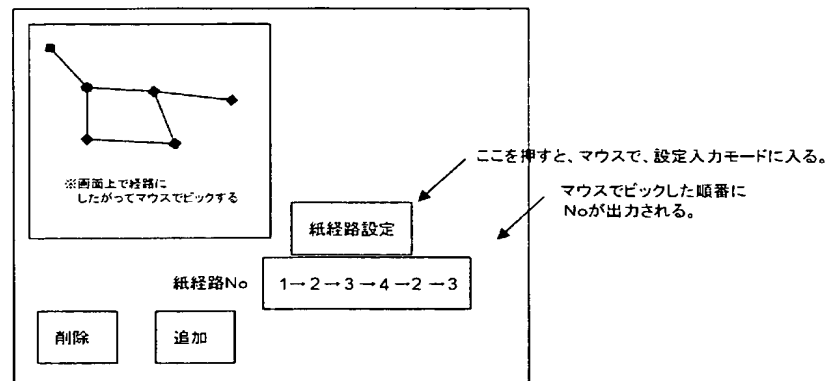 ※画面上で経路に
したがってマウスでピックする
ここを押すと、マウスで、設定入力モードに入る。
マウスでピックした順番に
Noが出力される。
紙経路設定
紙経路No
1→2→3→4→2→3
削除
追加